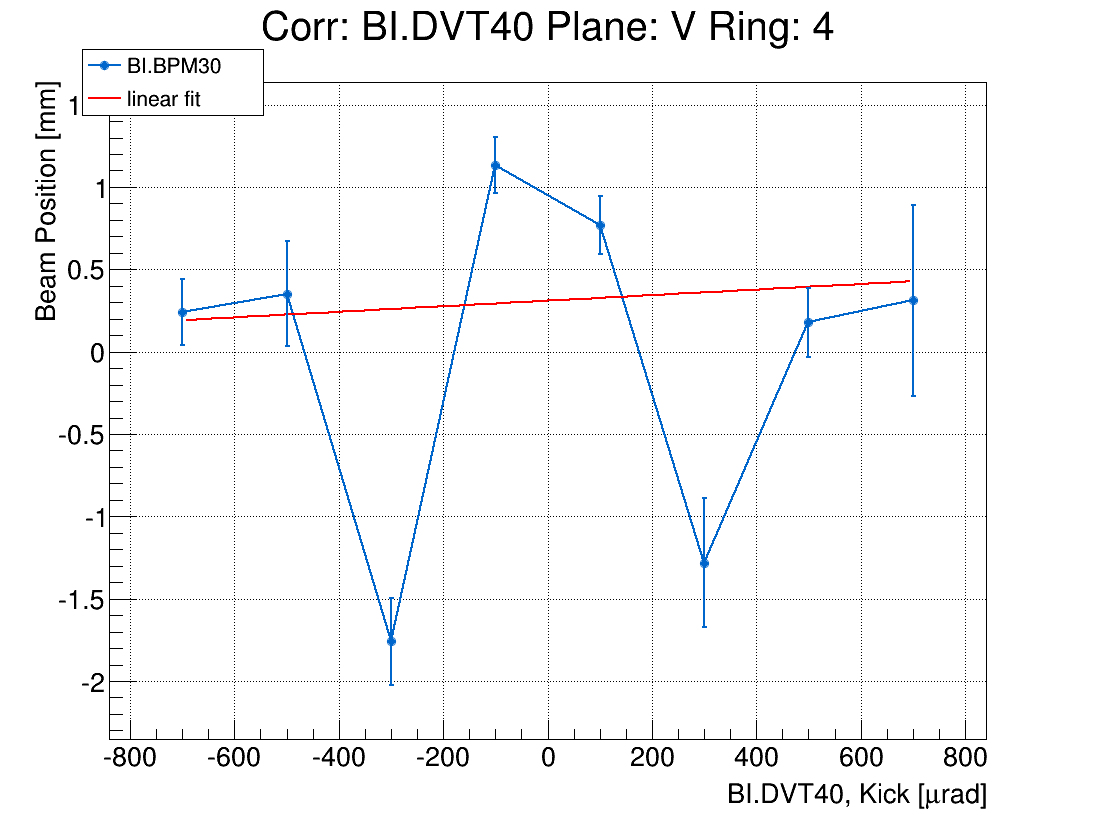 Corr: BI.DVT40 Plane: V Ring: 4
BI.BPM30
linear fit
Beam Position [mm]
1
1
0.5
0
-0.5
-1
-1.5
-2
-800 -600 -400 -200 0 200 400 600 800
BI.DVT40, Kick [μrad]